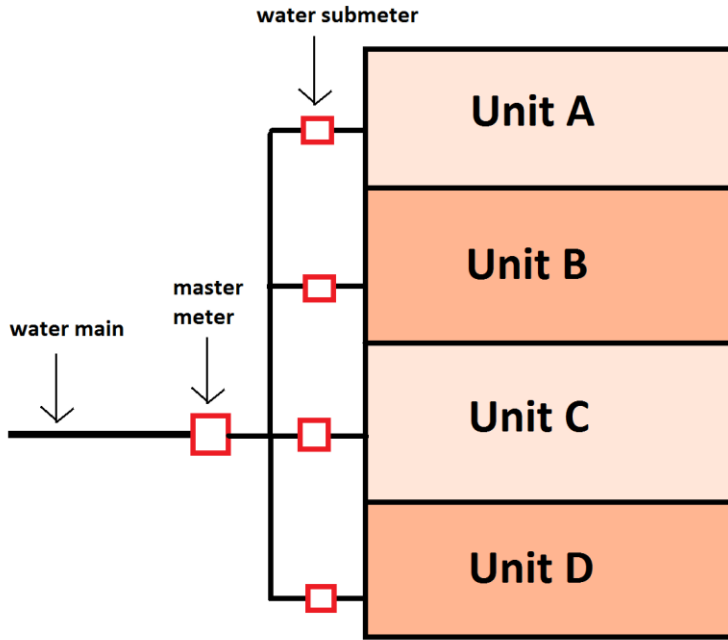 water submeter
Unit A
Unit B
master
meter
water main
Unit C
Unit D